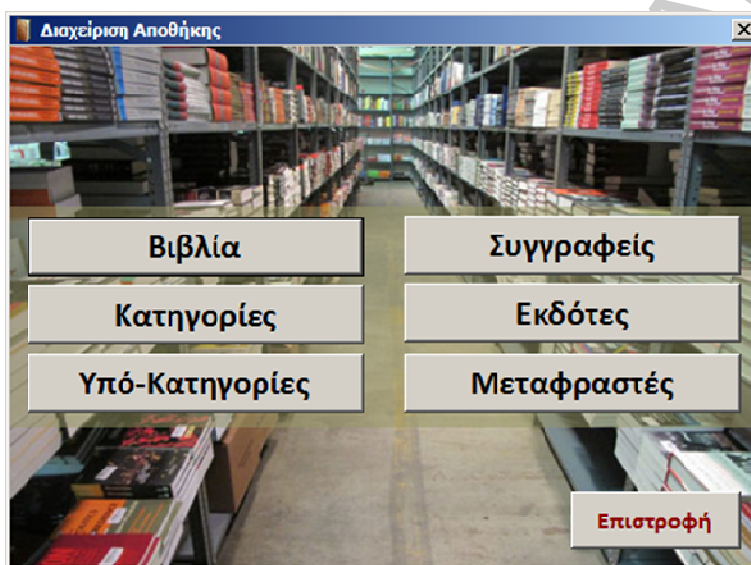 Διαχείριση Αποθήκης
Βιβλία
Συγγραφείς
Κατηγορίες
Εκδότες
Υπό-Κατηγορίες
Μεταφραστές
Επιστροφή